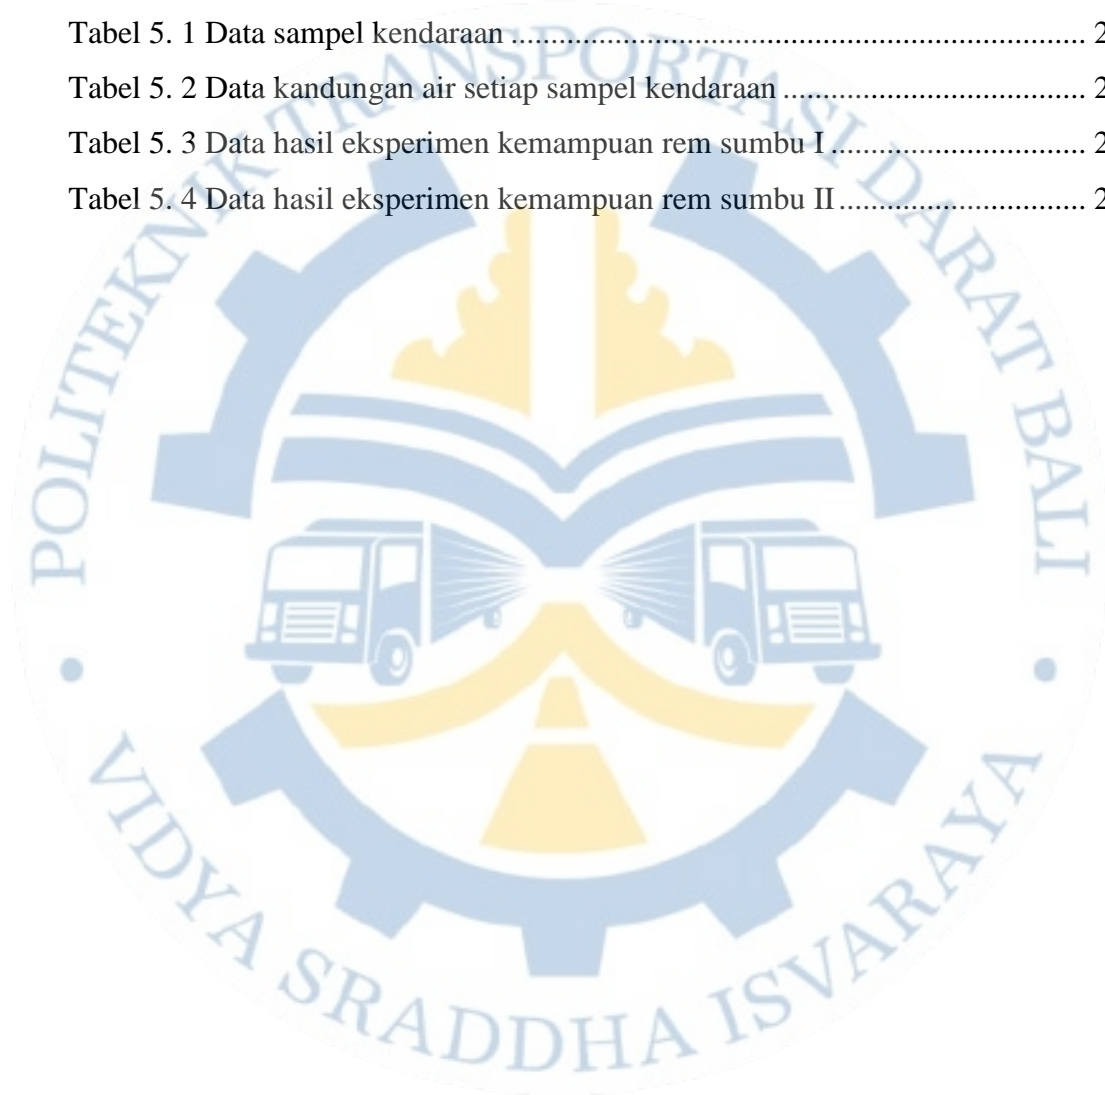 Tabel 5. 1 Data sampel kendaraan ........................................................................ 2
Tabel 5. 2 Data kandungan air setiap sampel kendaraan ...................................... 2
Tabel 5. 3 Data hasil eksperimen kemampuan rem sumbu I ................................ 2
Tabel 5. 4 Data hasil eksperimen kemampuan rem sumbu II ............................... 2
POLITEKNIK TRANSPORTASI DARAT BALI
VIDYA SRADDHA ISVARAYA